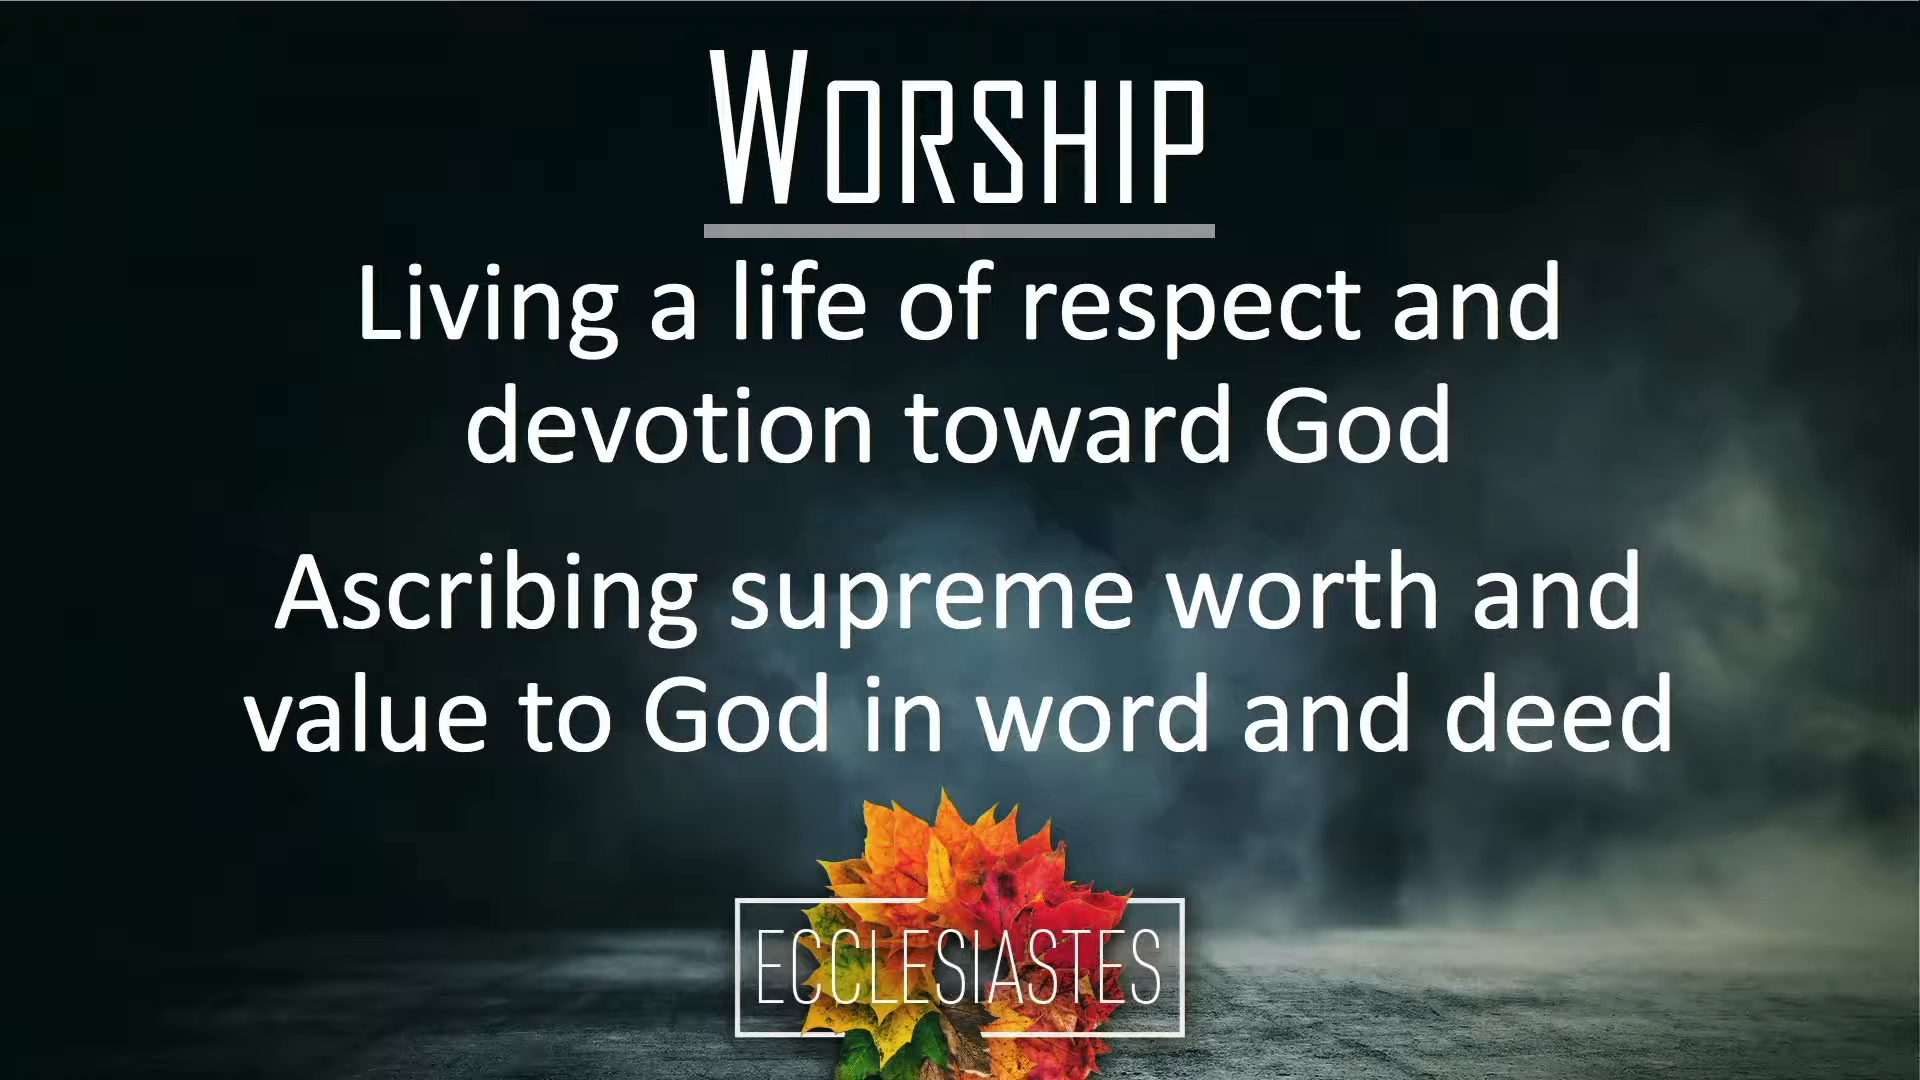 WORSHIP
Living a life of respect and
devotion toward God
Ascribing supreme worth and
value to God in word and deed
ECCLESIASTES